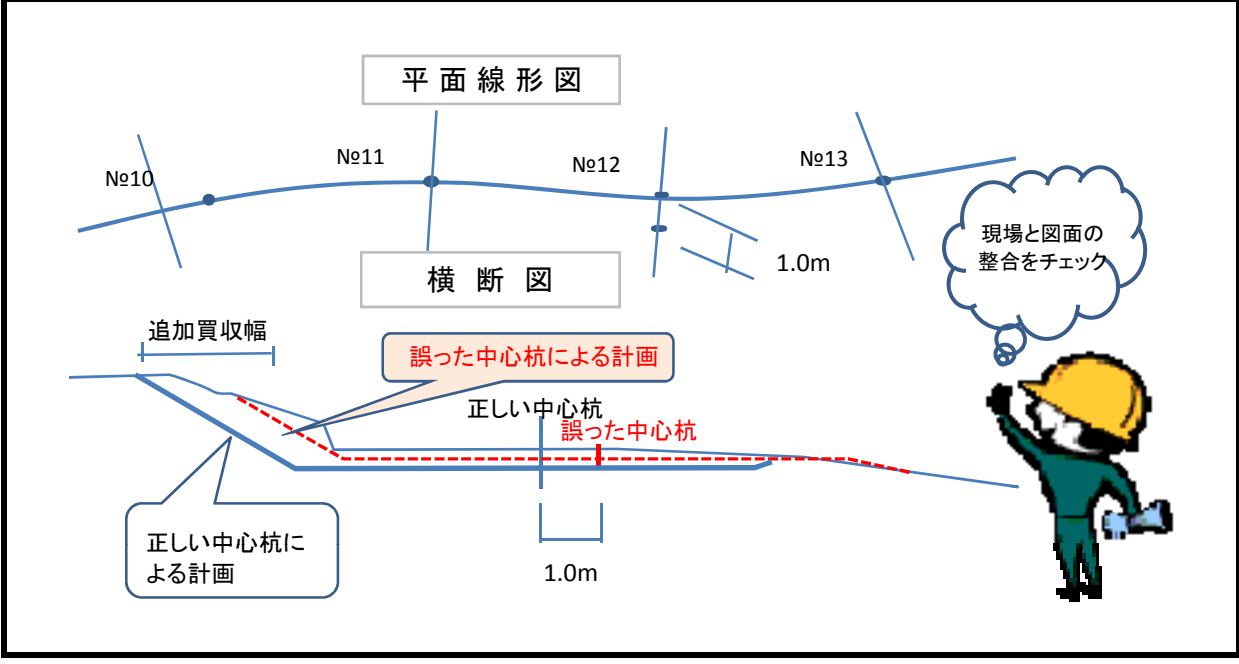 平 面 線 形 図
№10
№11
№12
№13
1.0m
現場と図面の
整合をチェック
横 断 図
追加買収幅
誤った中心杭による計画
正しい中心杭
誤った中心杭
正しい中心杭に
よる計画
1.0m